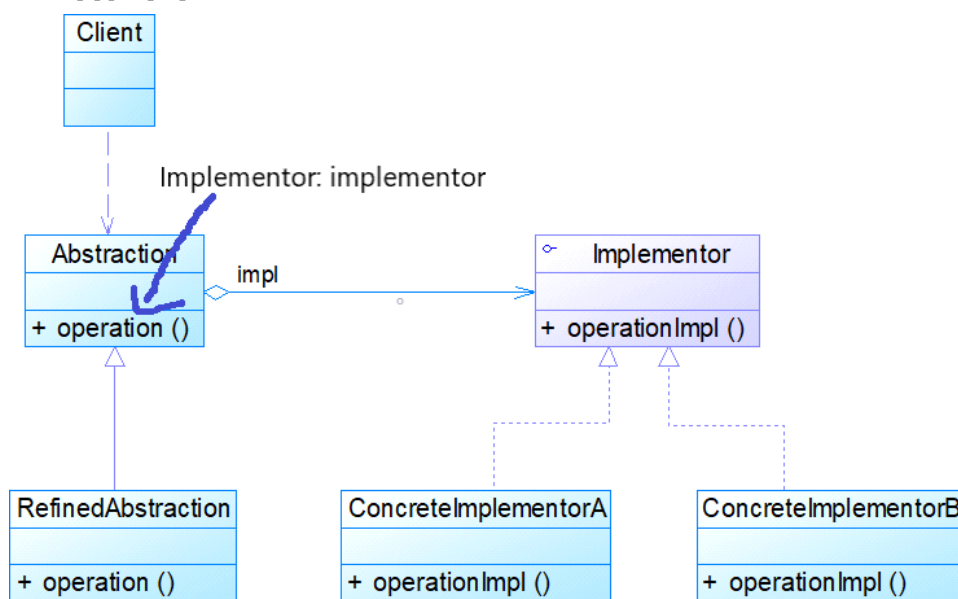 Client
Implementor: implementor
Abstraction
impl
Implementor
+ operation ()
+ operationImpl ()
RefinedAbstraction
ConcreteImplementorA
ConcreteImplementorB
+ operation ()
+ operationImpl ()
+ operationImpl ()